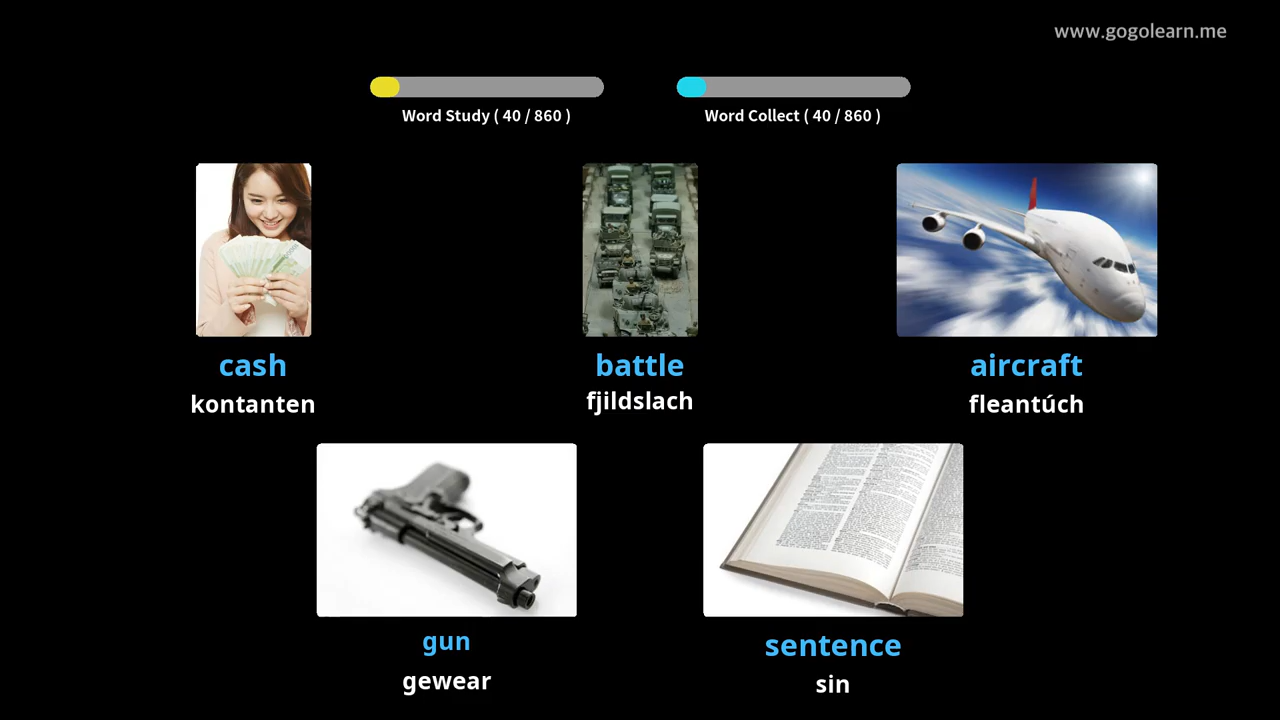 www.gogolearn.me
Word Study ( 40 / 860 )
Word Collect ( 40 / 860 )
cash
kontanten
battle
fjildslach
aircraft
fleantúch
gun
gewear
sentence
sin